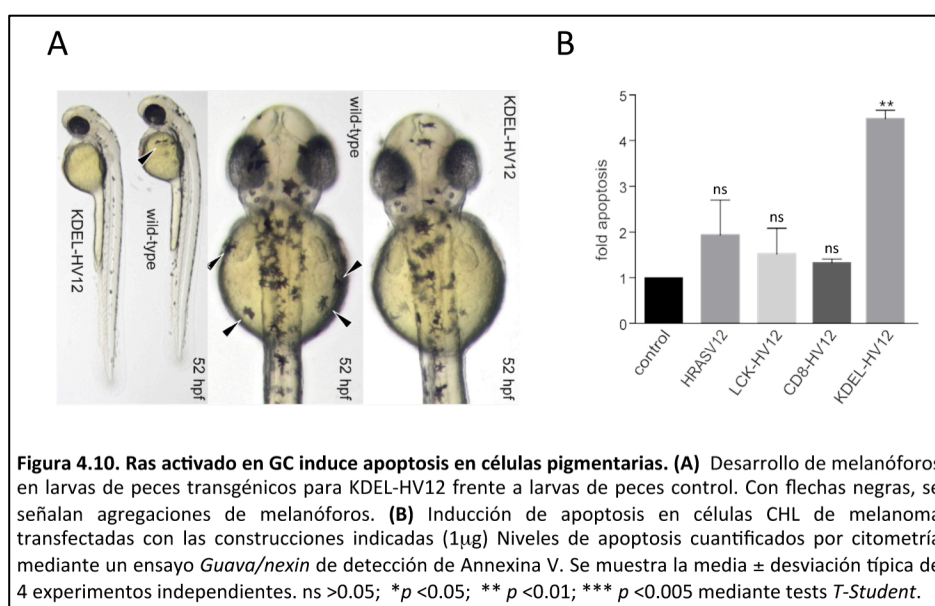 A
B
KDEL-HV12
wild-type
52 hpf
wild-type
52 hpf
KDEL-HV12
52 hpf
fold apoptosis
5
4
3
2
1
0
ns
ns
ns
**
control
HRASV12
LCK-HV12
CD8-HV12
KDEL-HV12
Figura 4.10. Ras activado en GC induce apoptosis en células pigmentarias. (A) Desarrollo de melanóforos
en larvas de peces transgénicos para KDEL-HV12 frente a larvas de peces control. Con flechas negras, se
señalan agregaciones de melanóforos. (B) Inducción de apoptosis en células CHL de melanoma
transfectadas con las construcciones indicadas (1μg) Niveles de apoptosis cuantificados por citometría
mediante un ensayo Guava/nexin de detección de Annexina V. Se muestra la media ± desviación típica de
4 experimentos independientes. ns >0.05; *p <0.05; ** p <0.01; *** p <0.005 mediante tests T-Student.